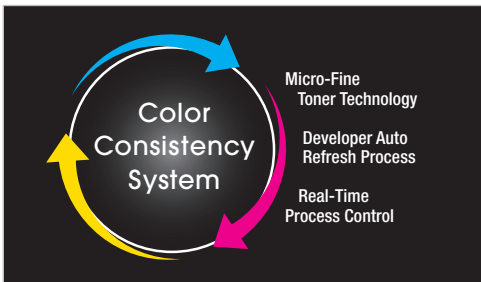 Color
Consistency
System
Micro-Fine
Toner Technology
Developer Auto
Refresh Process
Real-Time
Process Control